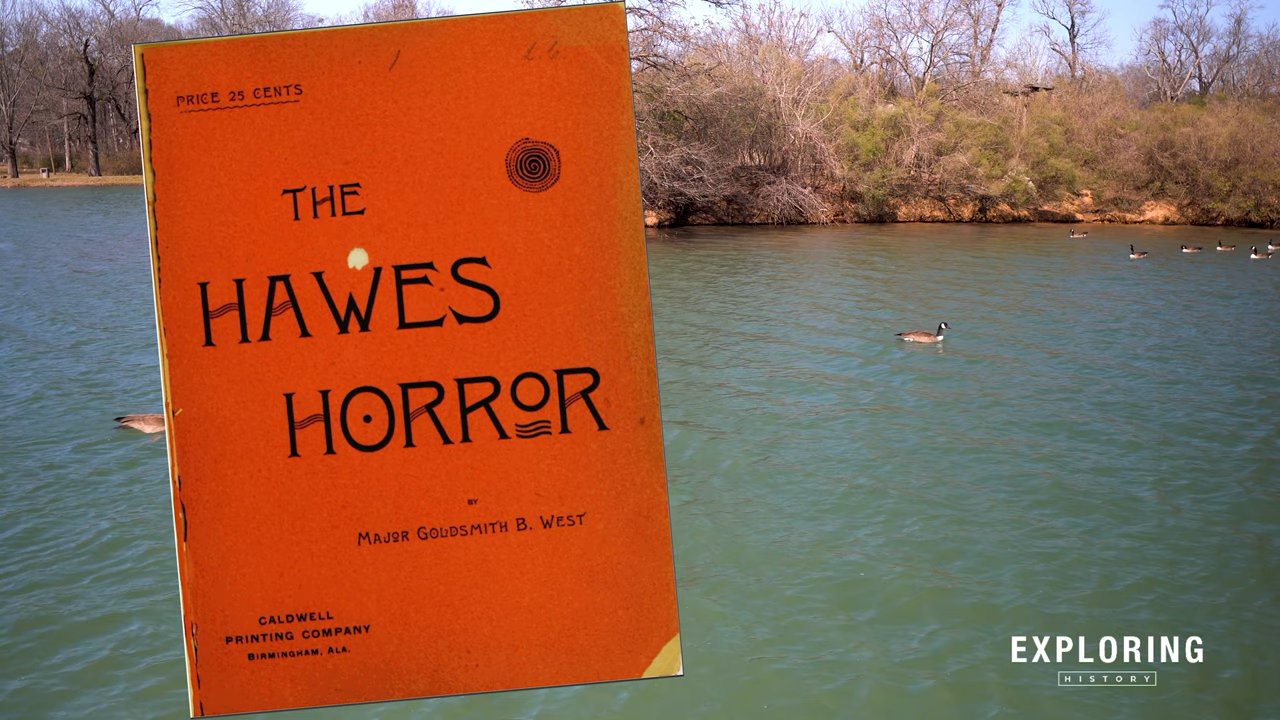 PRICE 25 CENTS
THE
HAWES
HORROR
BY
MAJOR GOLDSMITH B. WEST
CALDWELL
PRINTING COMPANY
BIRMINGHAM, ALA.
EXPLORING
HISTORY